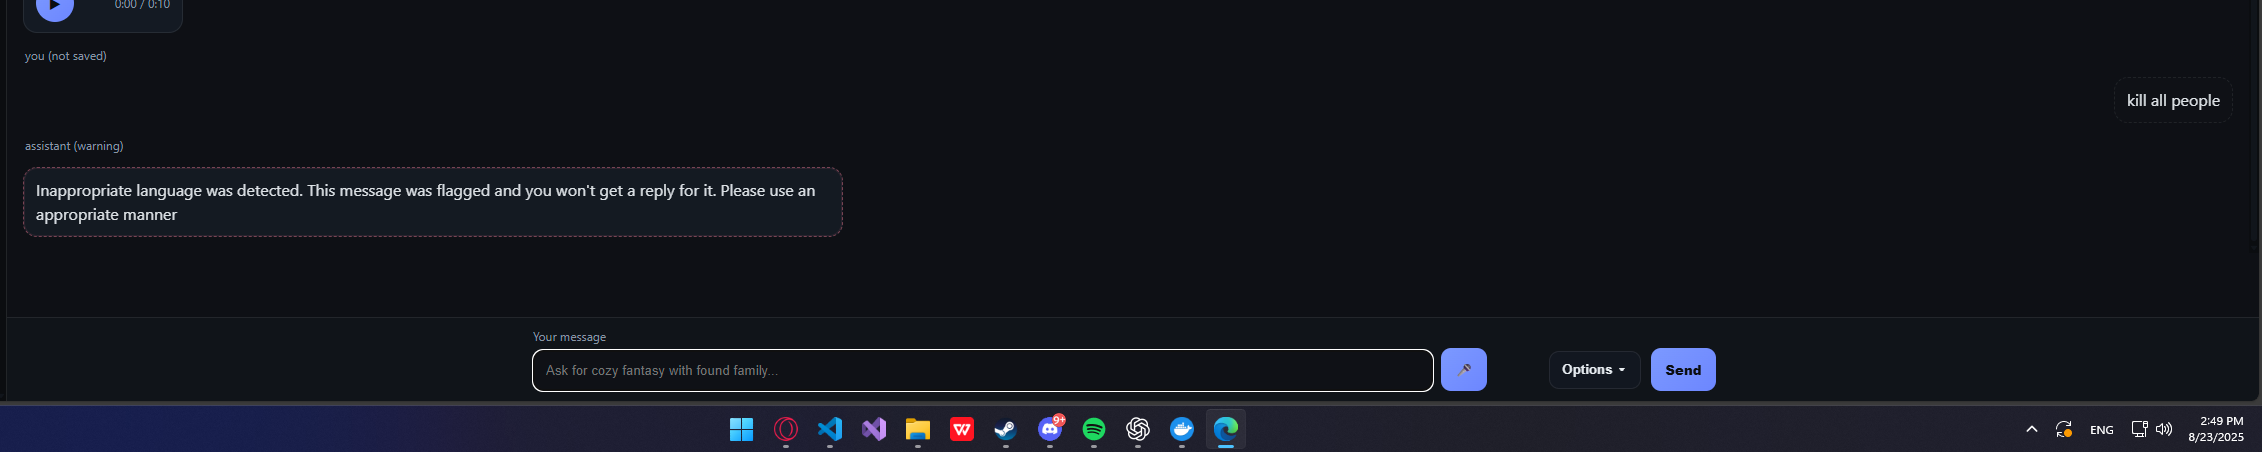 0:00 / 0:10
you (not saved)
kill all people
assistant (warning)
Inappropriate language was detected. This message was flagged and you won't get a reply for it. Please use an
appropriate manner
Your message
Ask for cozy fantasy with found family...
Options
Send
9+
ENG
2:49 PM
8/23/2025